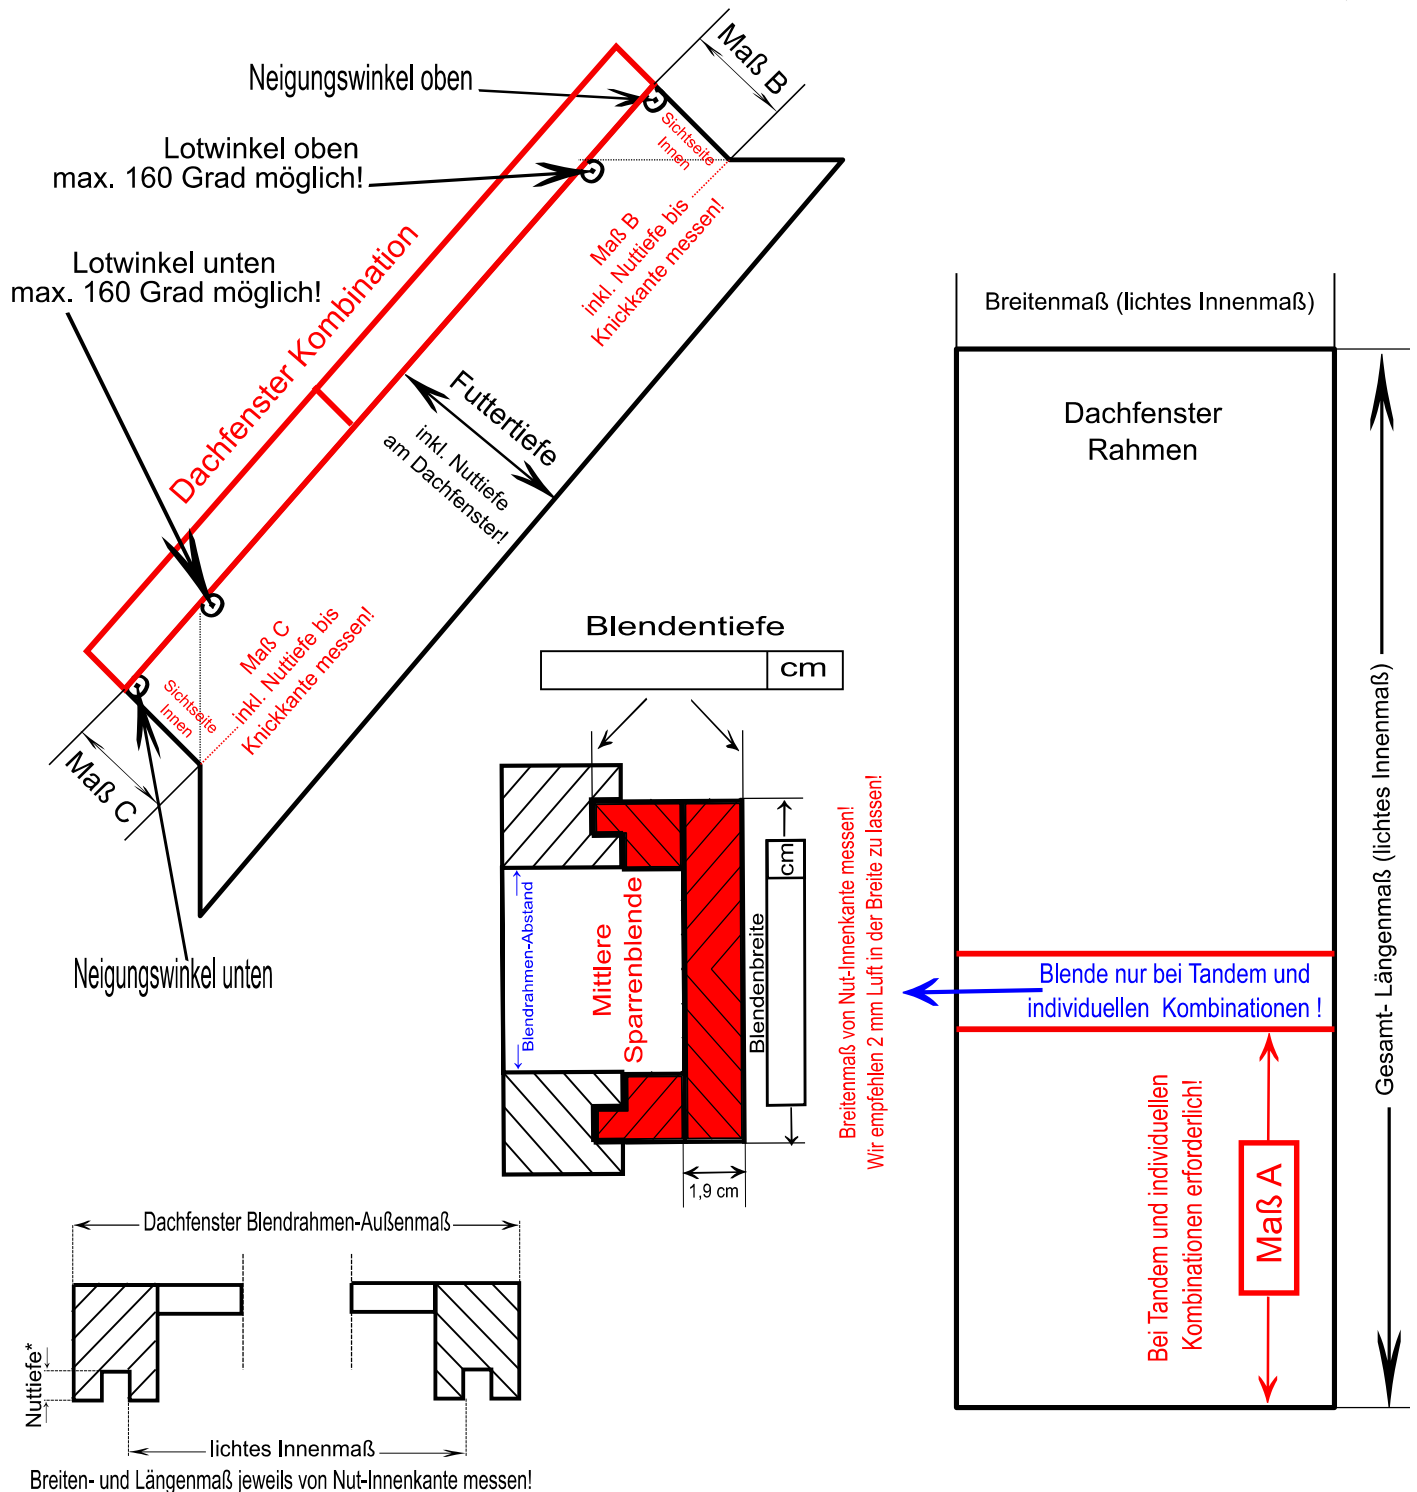 Neigungswinkel oben
Maß B
Lotwinkel oben
max. 160 Grad möglich!
Sichtseite
Innen
Maß B
inkl. Nuttiefe bis
Knickkante messen!
Lotwinkel unten
max. 160 Grad möglich!
Dachfenster Kombination
Futtertiefe
inkl. Nuttiefe
am Dachfenster!
Maß C
inkl. Nuttiefe bis
Knickkante messen!
Sichtseite
Innen
Maß C
Neigungswinkel unten
Breitenmaß (lichtes Innenmaß)
Dachfenster
Rahmen
Gesamt- Längenmaß (lichtes Innenmaß)
Blende nur bei Tandem und
individuellen Kombinationen !
Bei Tandem und individuellen
Kombinationen erforderlich!
Maß A
Blendentiefe
cm
Blendrahmen-Abstand
Mittlere
Sparrenblende
Blendenbreite
cm
Breitenmaß von Nut-Innenkante messen!
Wir empfehlen 2 mm Luft in der Breite zu lassen!
1,9 cm
Dachfenster Blendrahmen-Außenmaß
Nuttiefe*
lichtes Innenmaß
Breiten- und Längenmaß jeweils von Nut-Innenkante messen!